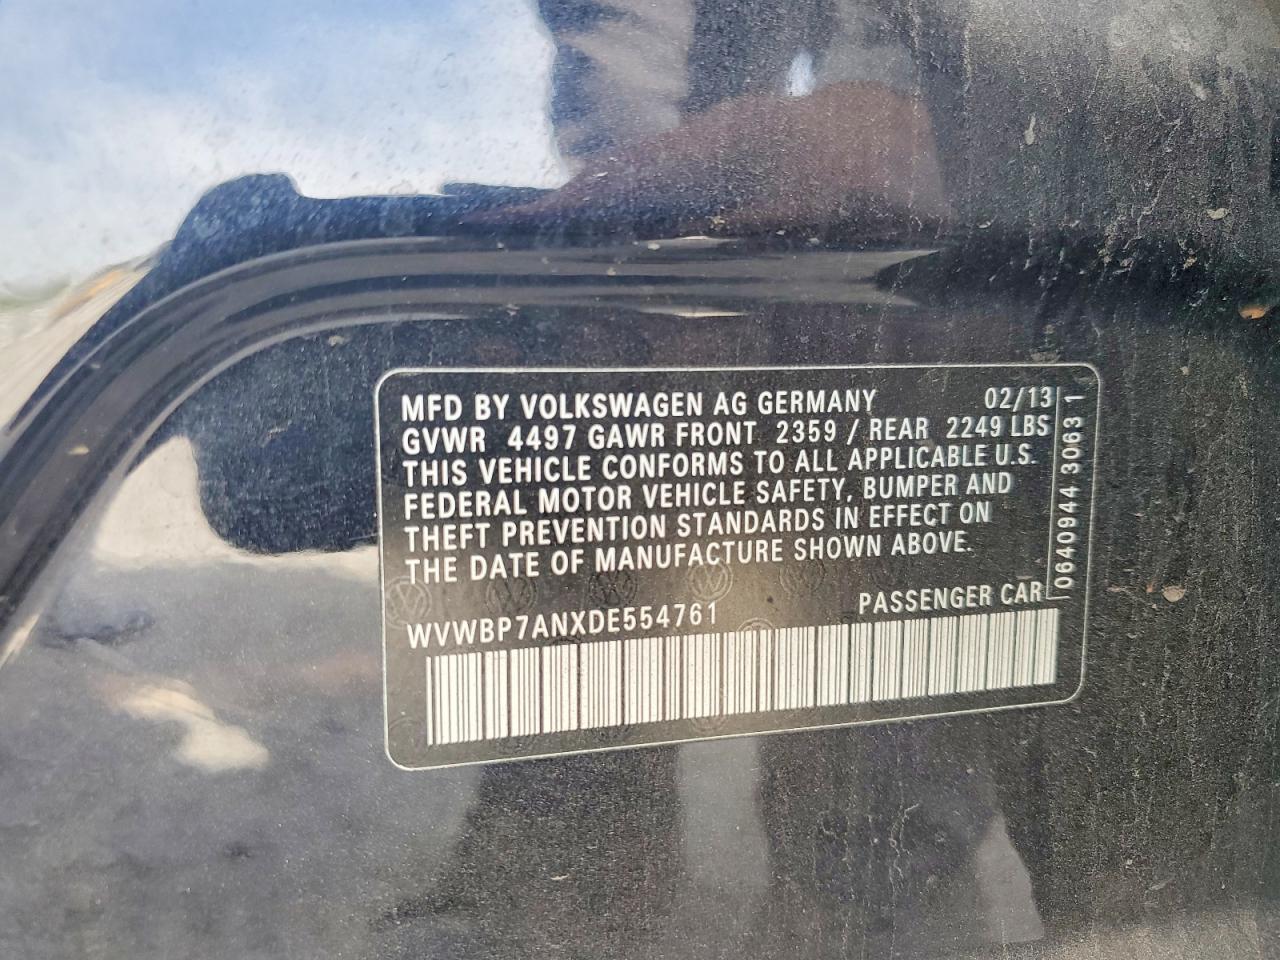 MFD BY VOLKSWAGEN AG GERMANY 02/13
GVWR 4497 GAWR FRONT 2359 / REAR 2249 LBS
THIS VEHICLE CONFORMS TO ALL APPLICABLE U.S.
FEDERAL MOTOR VEHICLE SAFETY, BUMPER AND
THEFT PREVENTION STANDARDS IN EFFECT ON
THE DATE OF MANUFACTURE SHOWN ABOVE.
WVWBP7ANXDE554761 PASSENGER CAR
0640944 30631